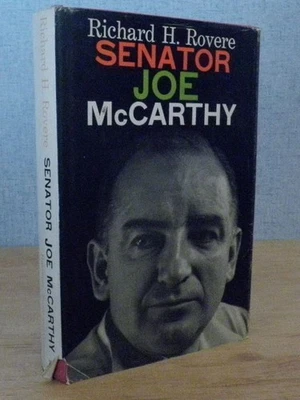 Richard H. Rovere
SENATOR
JOE
McCARTHY
Richard H. Rovere SENATOR JOE McCARTHY